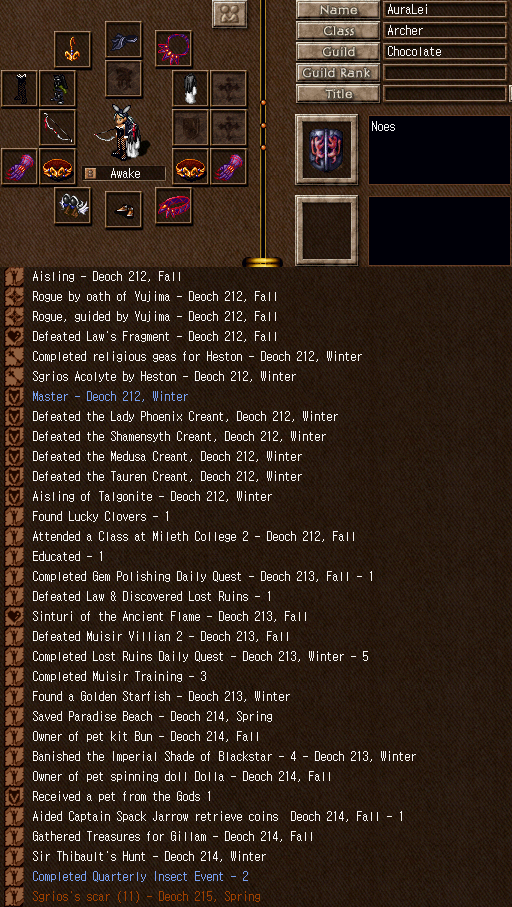 Name AuraLei
Class Archer
Guild Chocolate
Guild Rank
Title
Noes
Awake
Aisling - Deoch 212, Fall
Rogue by oath of Yujima - Deoch 212, Fall
Rogue, guided by Yujima - Deoch 212, Fall
Defeated Law's Fragment - Deoch 212, Fall
Completed religious geas for Heston - Deoch 212, Winter
Sgrios Acolyte by Heston - Deoch 212, Winter
Master - Deoch 212, Winter
Defeated the Lady Phoenix Creant, Deoch 212, Winter
Defeated the Shamensyth Creant, Deoch 212, Winter
Defeated the Medusa Creant, Deoch 212, Winter
Defeated the Tauren Creant, Deoch 212, Winter
Aisling of Talgonite - Deoch 212, Winter
Found Lucky Clovers - 1
Attended a Class at Mileth College 2 - Deoch 212, Fall
Educated - 1
Completed Gem Polishing Daily Quest - Deoch 213, Fall - 1
Defeated Law & Discovered Lost Ruins - 1
Sinturi of the Ancient Flame - Deoch 213, Fall
Defeated Muisir Villian 2 - Deoch 213, Fall
Completed Lost Ruins Daily Quest - Deoch 213, Winter - 5
Completed Muisir Training - 3
Found a Golden Starfish - Deoch 213, Winter
Saved Paradise Beach - Deoch 214, Spring
Owner of pet kit Bun - Deoch 214, Fall
Banished the Imperial Shade of Blackstar - 4 - Deoch 213, Winter
Owner of pet spinning doll Dolla - Deoch 214, Fall
Received a pet from the Gods 1
Aided Captain Spack Jarrow retrieve coins  Deoch 214, Fall - 1
Gathered Treasures for Gillam - Deoch 214, Fall
Sir Thibault's Hunt - Deoch 214, Winter
Completed Quarterly Insect Event - 2
Sgrios's scar (11) - Deoch 215, Spring